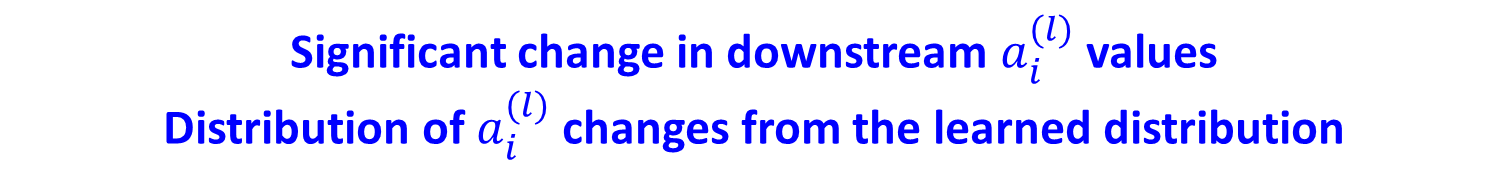 Significant change in downstream $a_i^{(l)}$ values
Distribution of $a_i^{(l)}$ changes from the learned distribution